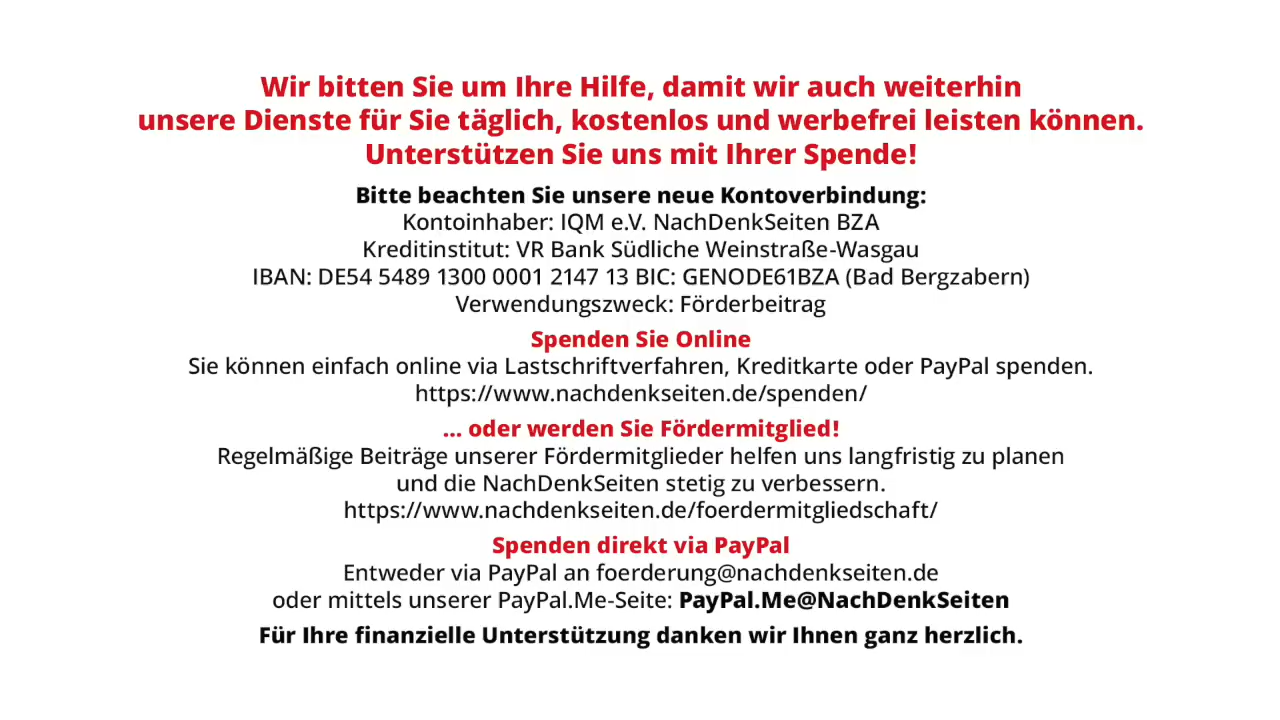 Wir bitten Sie um Ihre Hilfe, damit wir auch weiterhin
unsere Dienste für Sie täglich, kostenlos und werbefrei leisten können.
Unterstützen Sie uns mit Ihrer Spende!
Bitte beachten Sie unsere neue Kontoverbindung:
Kontoinhaber: IQM e.V. NachDenkSeiten BZA
Kreditinstitut: VR Bank Südliche Weinstraße-Wasgau
IBAN: DE54 5489 1300 0001 2147 13 BIC: GENODE61BZA (Bad Bergzabern)
Verwendungszweck: Förderbeitrag
Spenden Sie Online
Sie können einfach online via Lastschriftverfahren, Kreditkarte oder PayPal spenden.
https://www.nachdenkseiten.de/spenden/
... oder werden Sie Fördermitglied!
Regelmäßige Beiträge unserer Fördermitglieder helfen uns langfristig zu planen
und die NachDenkSeiten stetig zu verbessern.
https://www.nachdenkseiten.de/foerdermitgliedschaft/
Spenden direkt via PayPal
Entweder via PayPal an foerderung@nachdenkseiten.de
oder mittels unserer PayPal.Me-Seite: PayPal.Me@NachDenkSeiten
Für Ihre finanzielle Unterstützung danken wir Ihnen ganz herzlich.